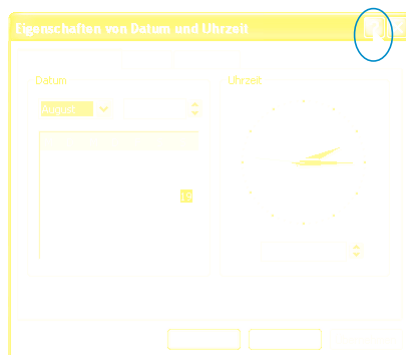 Eigenschaften von Datum und Uhrzeit
Datum
Uhrzeit
August
19